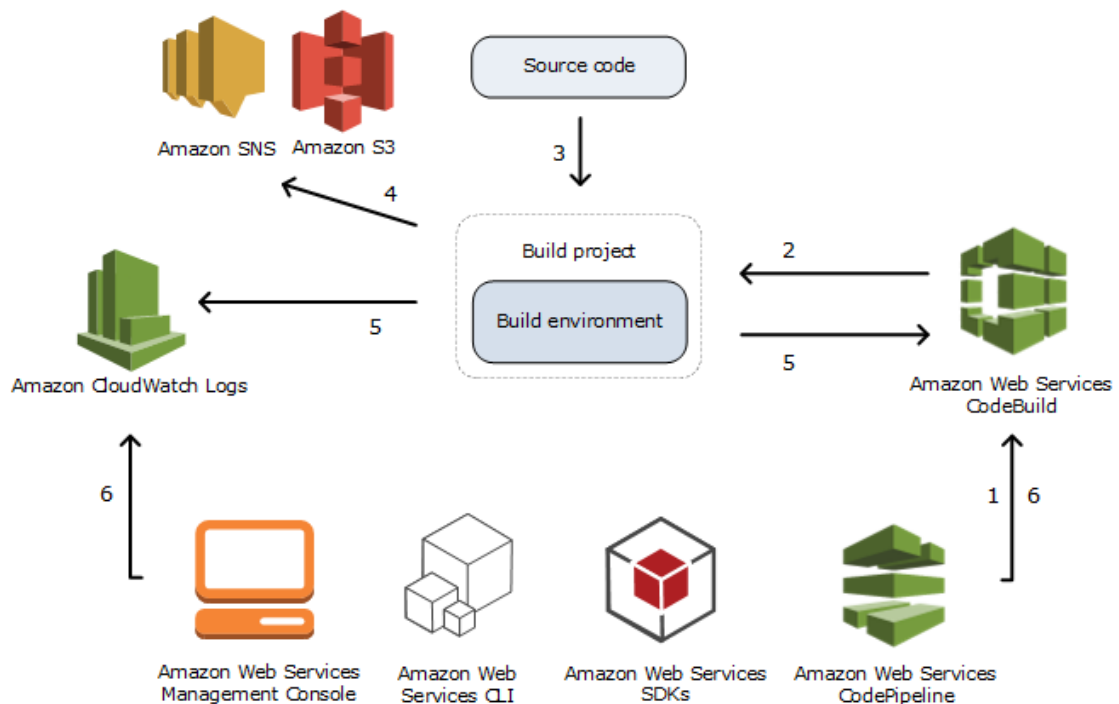 Source code
Amazon SNS
Amazon S3
3
4
Build project
2
Build environment
5
5
Amazon CloudWatch Logs
Amazon Web Services
CodeBuild
6
1
6
Amazon Web Services
Management Console
Amazon Web
Services CLI
Amazon Web Services
SDKs
Amazon Web Services
CodePipeline